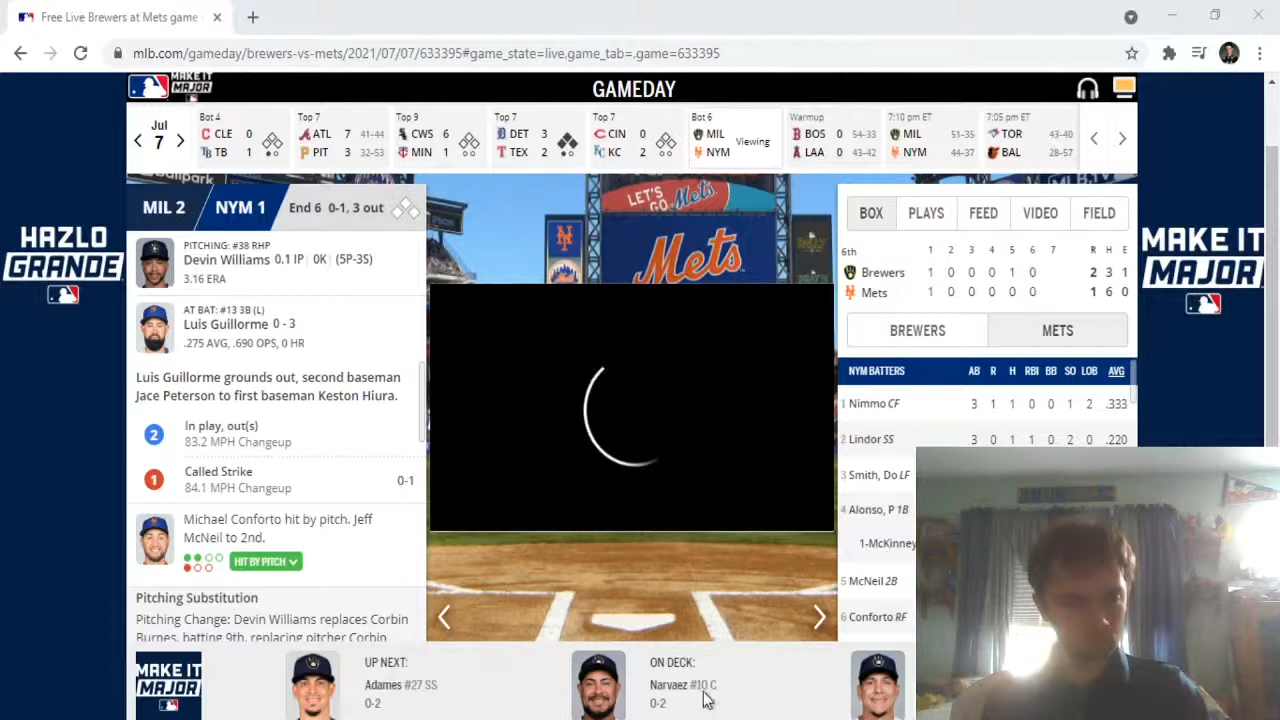 Free Live Brewers at Mets game
mlb.com/gameday/brewers-vs-mets/2021/07/07/633395#game_state=live,game_tab=,game=633395
MAKE IT
MAJOR
GAMEDAY
Jul
7
Bot 4
CLE 0
TB 1
Top 7
ATL 7 41-44
PIT 3 32-53
Top 9
CWS 6
MIN 1
Top 7
DET 3
TEX 2
Top 7
CIN 0
KC 2
Bot 6
MIL
NYM
Viewing
Warmup
BOS 0 54-33
LAA 0 43-42
7:10 pm ET
MIL 51-35
NYM 44-37
7:05 pm ET
TOR 43-40
BAL 28-57
MIL 2
NYM 1
End 6 0-1, 3 out
PITCHING: #38 RHP
Devin Williams 0.1 IP 0K (5P-3S)
3.16 ERA
AT BAT: #13 3B (L)
Luis Guillorme 0 - 3
.275 AVG, .690 OPS, 0 HR
Luis Guillorme grounds out, second baseman
Jace Peterson to first baseman Keston Hiura.
2
In play, out(s)
83.2 MPH Changeup
1
Called Strike
84.1 MPH Changeup
0-1
Michael Conforto hit by pitch. Jeff
McNeil to 2nd.
HIT BY PITCH
Pitching Substitution
Pitching Change: Devin Williams replaces Corbin
Burnes, batting 9th, replacing pitcher Corbin
LET'S
GO Mets
Mets
NY
HAZLO
GRANDE
MAKE IT
MAJOR
BOX
PLAYS
FEED
VIDEO
FIELD
6th 1 2 3 4 5 6 7 R H E
Brewers 1 0 0 0 1 0 2 3 1
Mets 1 0 0 0 0 0 1 6 0
BREWERS
METS
NYM BATTERS AB R H RBI BB SO LOB AVG
1 Nimmo CF 3 1 1 0 0 1 2 .333
2 Lindor SS 3 0 1 1 0 2 0 .220
3 Smith, Do LF
4 Alonso, P 1B
1-McKinney
5 McNeil 2B
6 Conforto RF
MAKE IT
MAJOR
UP NEXT:
Adames #27 SS
0-2
ON DECK:
Narvaez #10 C
0-2